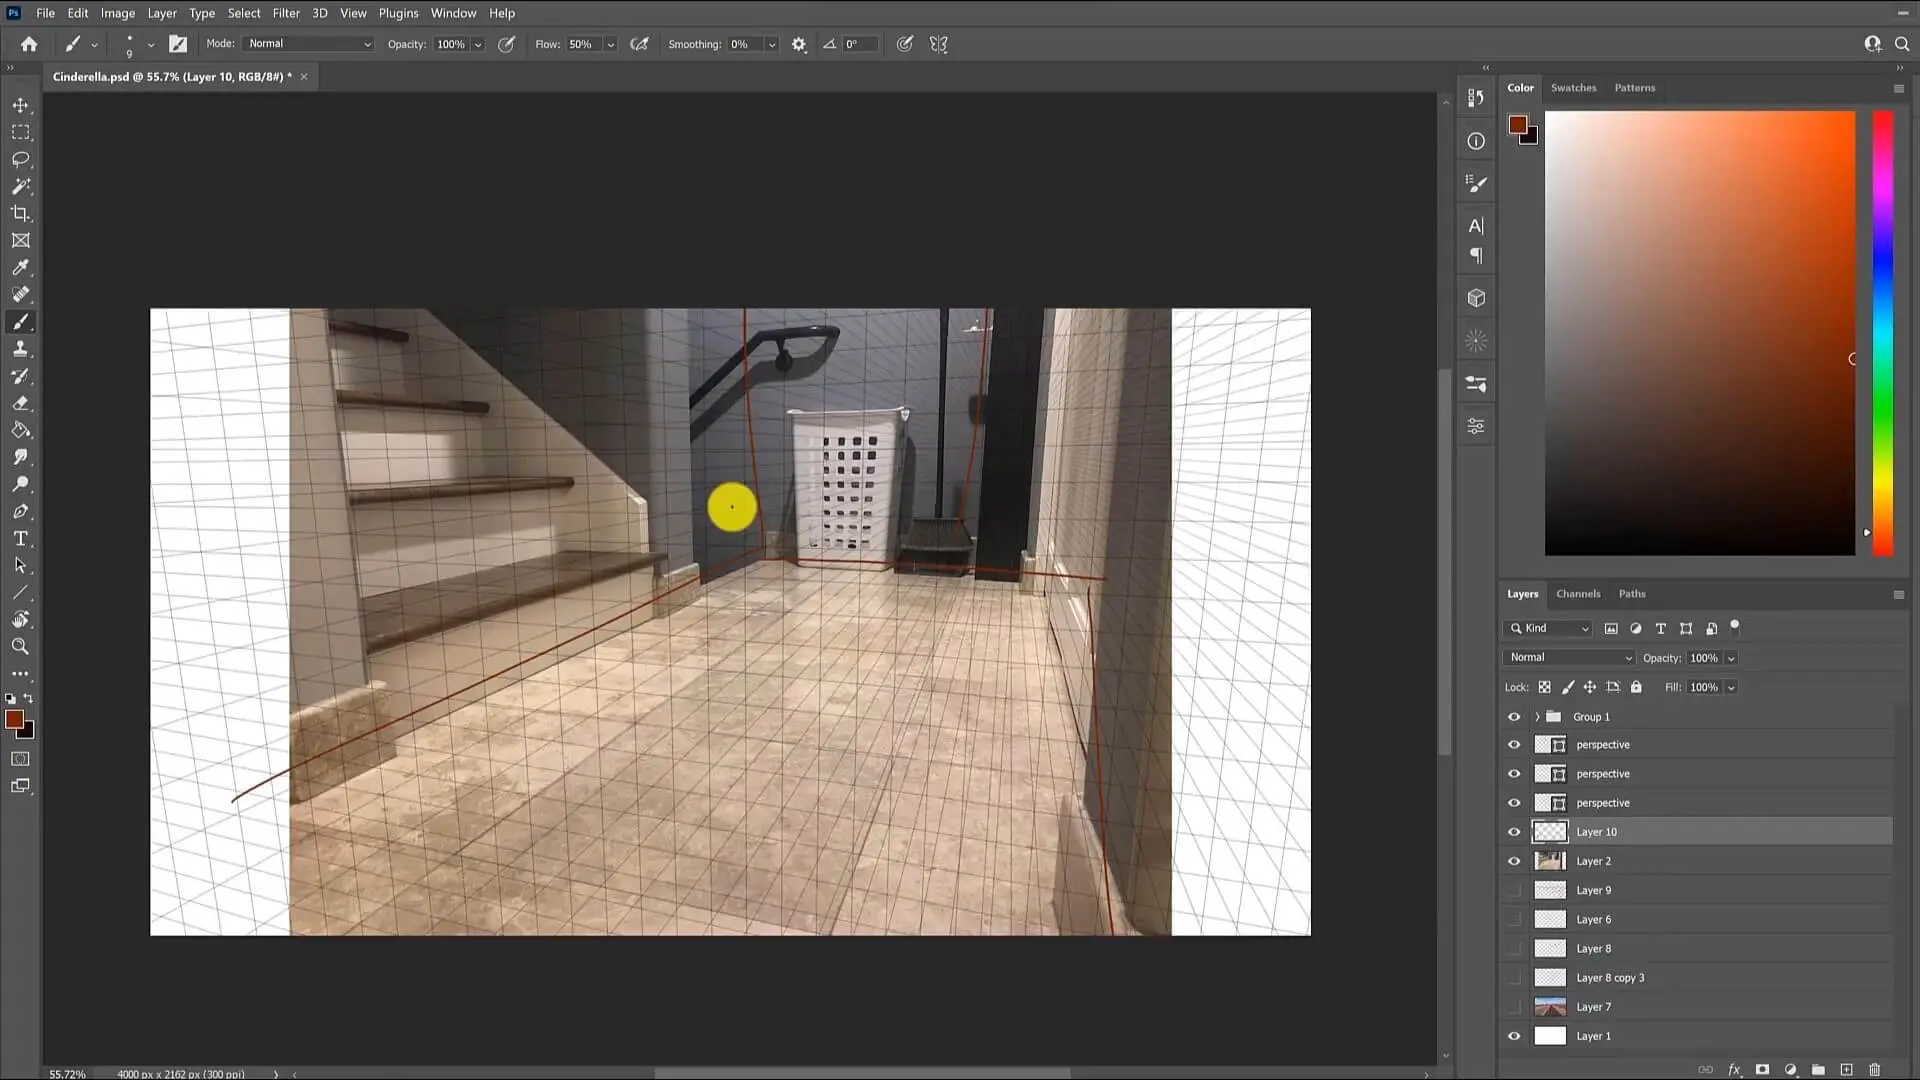 Ps File Edit Image Layer Type Select Filter 3D View Plugins Window Help
9 Mode: Normal Opacity: 100% Flow: 50% Smoothing: 0% 0°
Cinderella.psd @ 55.7% (Layer 10, RGB/8#) *
Color Swatches Patterns
Layers Channels Paths
Kind
Normal Opacity: 100%
Lock: Fill: 100%
Group 1
perspective
perspective
perspective
Layer 10
Layer 2
Layer 9
Layer 6
Layer 8
Layer 8 copy 3
Layer 7
Layer 1
55.72% 4000 px x 2162 px (300 ppi)